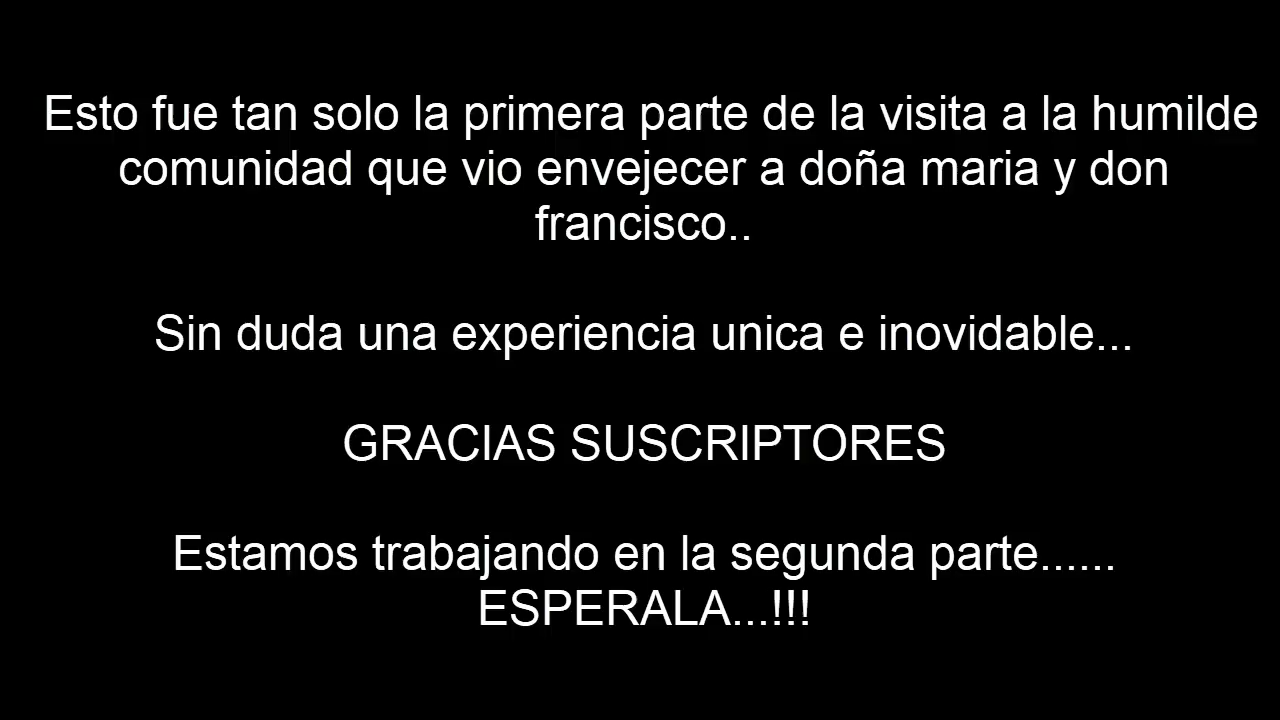 Esto fue tan solo la primera parte de la visita a la humilde
comunidad que vio envejecer a doña maria y don
francisco..
Sin duda una experiencia unica e inovidable...
GRACIAS SUSCRIPTORES
Estamos trabajando en la segunda parte......
ESPERALA...!!!